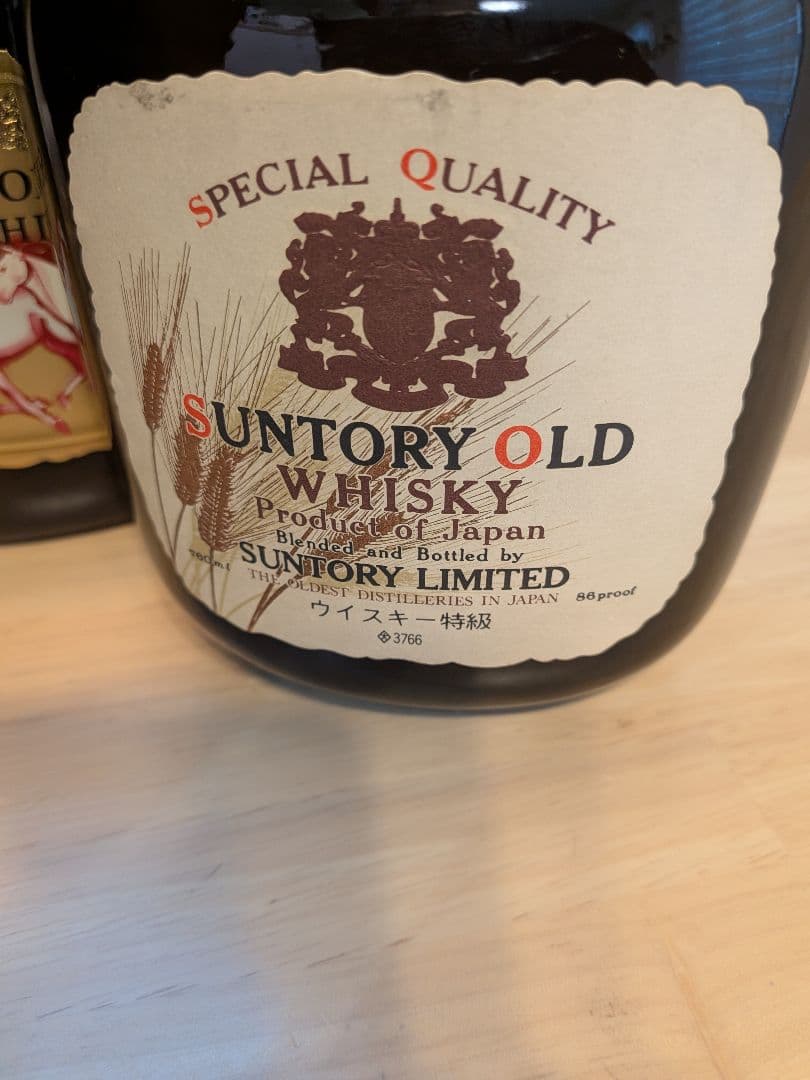 SPECIAL QUALITY
SUNTORY OLD
WHISKY
Product of Japan
Blended and Bottled by
760ml SUNTORY LIMITED
THE OLDEST DISTILLERIES IN JAPAN 86proof
ウイスキー特級
3766